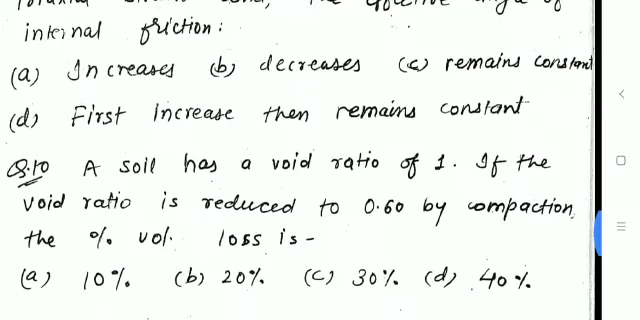 internal friction:
(a) Increases (b) decreases (c) remains constant
(d) First increase then remains constant
Q.10 A soil has a void ratio of 1. If the
void ratio is reduced to 0.60 by compaction,
the % vol. loss is -
(a) 10%. (b) 20%. (c) 30%. (d) 40%.